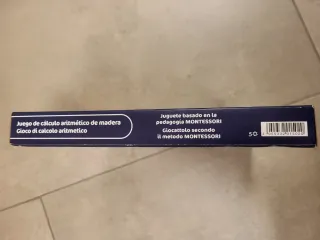 Juego de cálculo aritmético de madera
Gioco di calcolo aritmetico
Juguete basado en la
pedagogía MONTESSORI
Giocattolo secondo
il metodo MONTESSORI